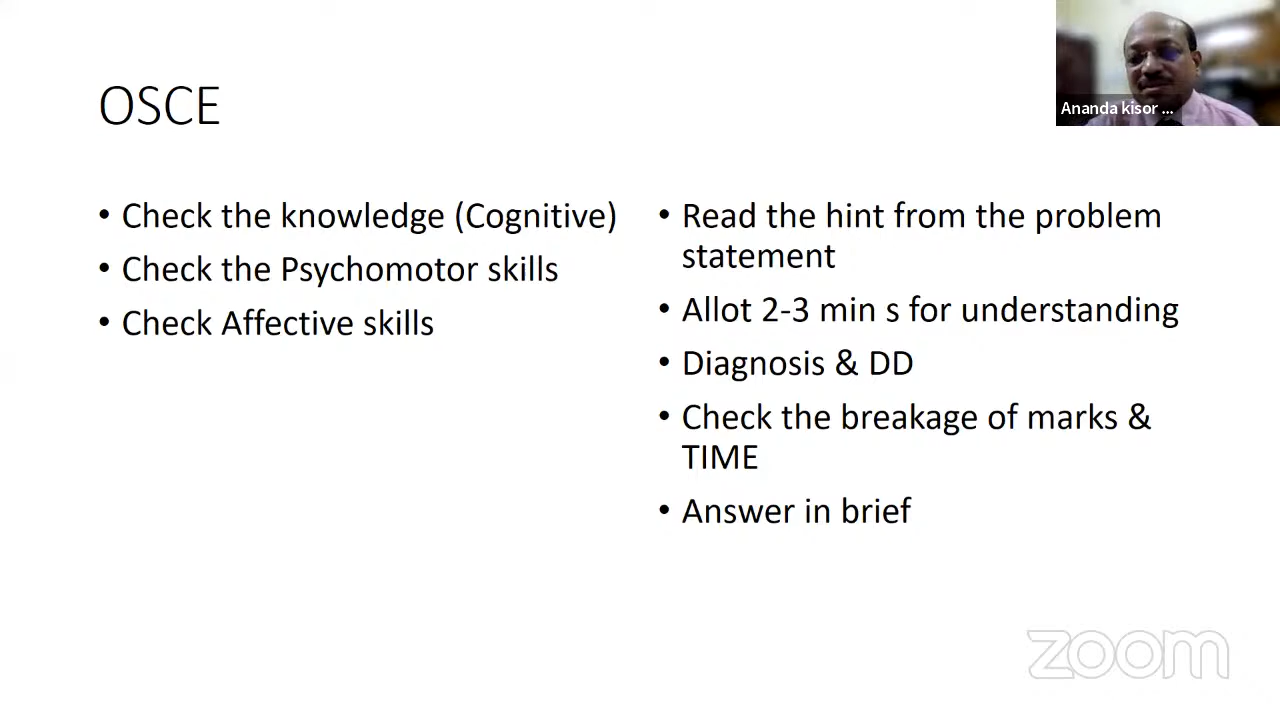 OSCE
• Check the knowledge (Cognitive)
• Check the Psychomotor skills
• Check Affective skills
• Read the hint from the problem
statement
• Allot 2-3 min s for understanding
• Diagnosis & DD
• Check the breakage of marks &
TIME
• Answer in brief
Ananda kisor ...
zoom